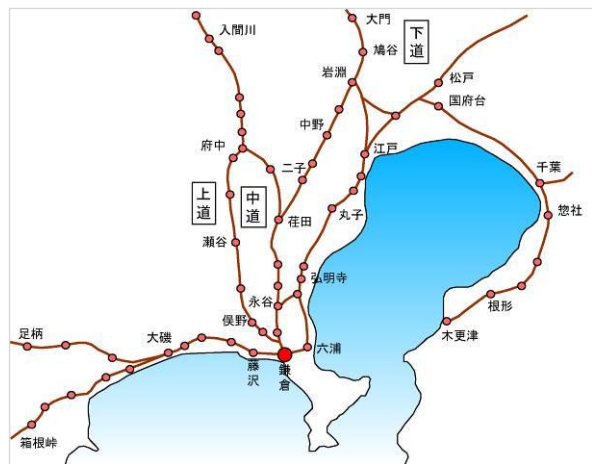 大門
入間川
下道
鳩谷
岩淵
松戸
国府台
中野
府中
江戸
二子
千葉
上道
中道
丸子
荏田
惣社
瀬谷
弘明寺
永谷
根形
俣野
木更津
足柄
大磯
六浦
藤沢
鎌倉
箱根峠